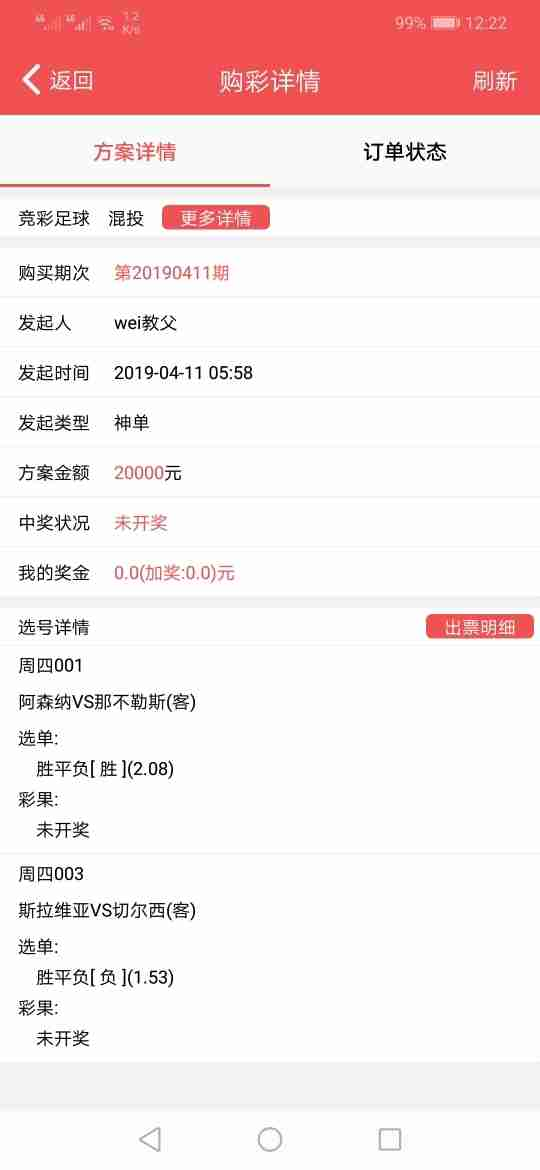 1.2
K/s
99%
12:22
返回
购彩详情
刷新
方案详情
订单状态
竞彩足球 混投 更多详情
购买期次 第20190411期
发起人 wei教父
发起时间 2019-04-11 05:58
发起类型 神单
方案金额 20000元
中奖状况 未开奖
我的奖金 0.0(加奖:0.0)元
选号详情 出票明细
周四001
阿森纳VS那不勒斯(客)
选单:
胜平负[ 胜 ](2.08)
彩果:
未开奖
周四003
斯拉维亚VS切尔西(客)
选单:
胜平负[ 负 ](1.53)
彩果:
未开奖